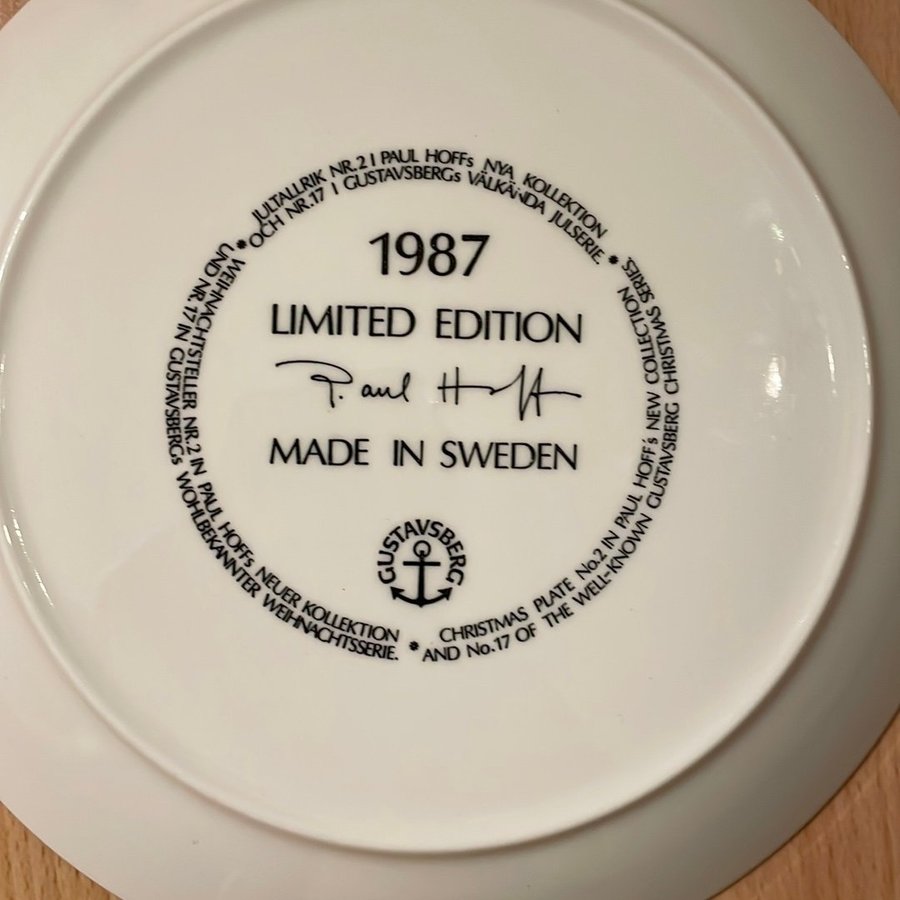 JULTALLRIK NR.2 I PAUL HOFFs NYA KOLLEKTION
OCH NR.17 I GUSTAVSBERGs VÄLKÄNDA JULSERIE.
1987
LIMITED EDITION
Paul Hoff
MADE IN SWEDEN
GUSTAVSBERG
CHRISTMAS PLATE No.2 IN PAUL HOFF's NEW COLLECTION
AND No.17 OF THE WELL-KNOWN GUSTAVSBERG CHRISTMAS SERIES.
WEIHNACHTSTELLER NR.2 IN PAUL HOFFs NEUER KOLLEKTION
UND NR.17 IN GUSTAVSBERGs WOHLBEKANNTER WEIHNACHTSSERIE.